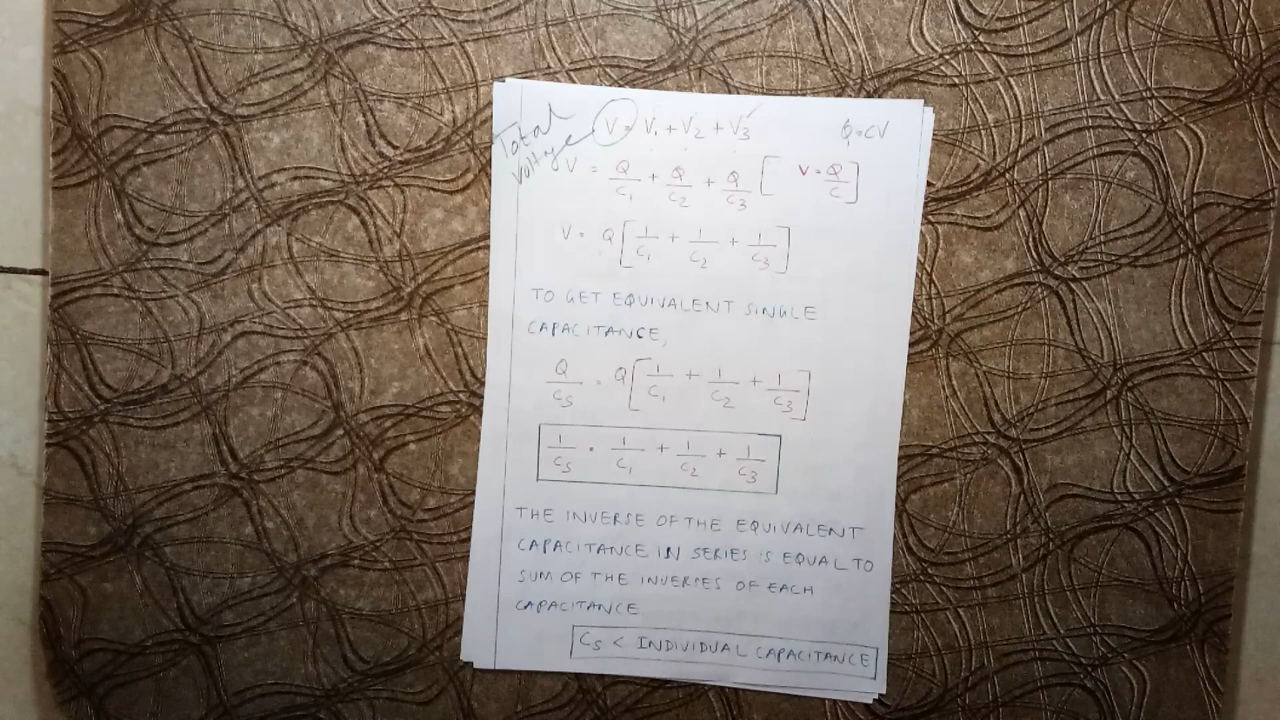 Total Voltage
V = V1 + V2 + V3 Q=CV
V = Q/C1 + Q/C2 + Q/C3 [ V = Q/C ]
V = Q [ 1/C1 + 1/C2 + 1/C3 ]
TO GET EQUIVALENT SINGLE
CAPACITANCE,
Q/CS = Q [ 1/C1 + 1/C2 + 1/C3 ]
1/CS = 1/C1 + 1/C2 + 1/C3
THE INVERSE OF THE EQUIVALENT
CAPACITANCE IN SERIES IS EQUAL TO
SUM OF THE INVERSES OF EACH
CAPACITANCE
CS < INDIVIDUAL CAPACITANCE